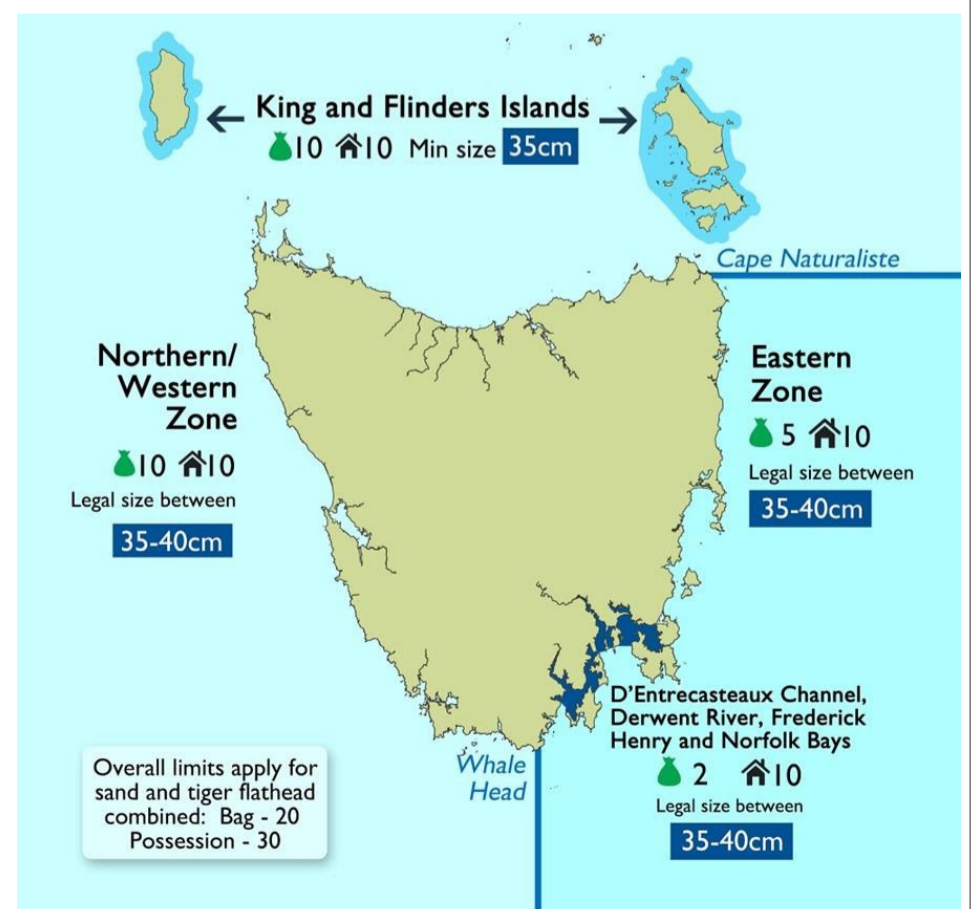 King and Flinders Islands
10 10 Min size 35cm
Cape Naturaliste
Northern/
Western
Zone
10 10
Legal size between
35-40cm
Eastern
Zone
5 10
Legal size between
35-40cm
D'Entrecasteaux Channel,
Derwent River, Frederick
Henry and Norfolk Bays
2 10
Legal size between
35-40cm
Whale
Head
Overall limits apply for
sand and tiger flathead
combined: Bag - 20
Possession - 30